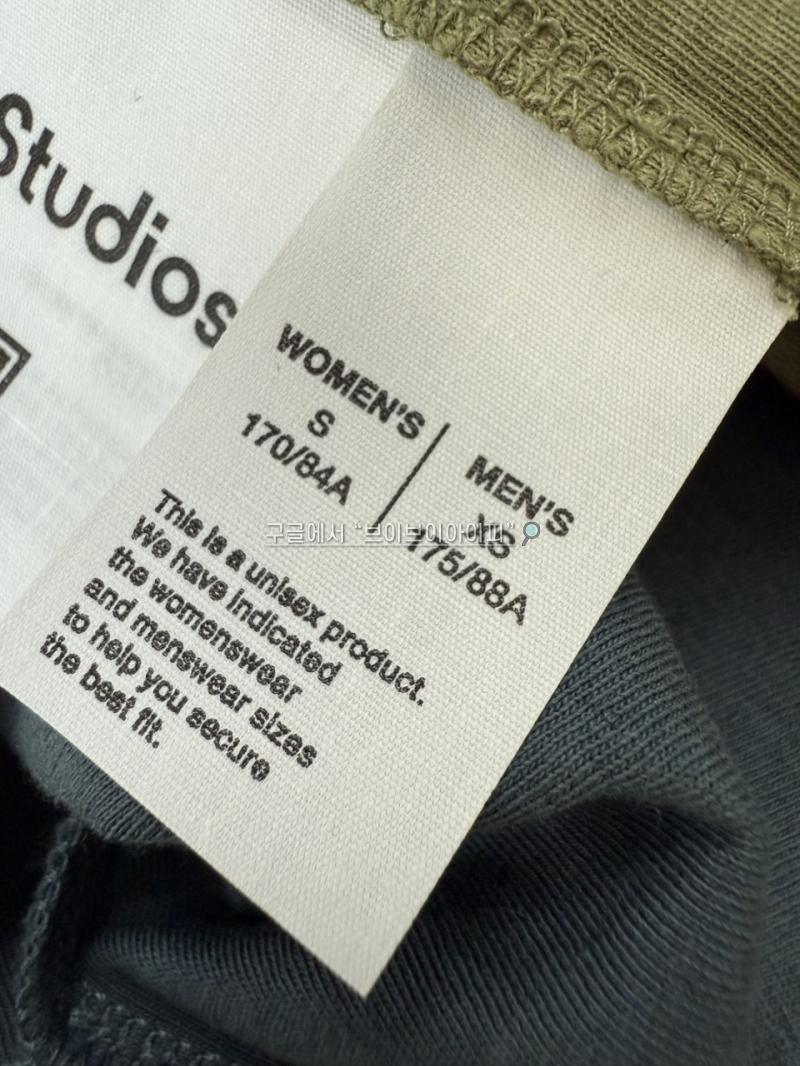 Studios
WOMEN'S
S
170/84A
MEN'S
XS
175/88A
This is a unisex product.
We have indicated
the womenswear
and menswear sizes
to help you secure
the best fit.
구글에서 “브이브이아이피”